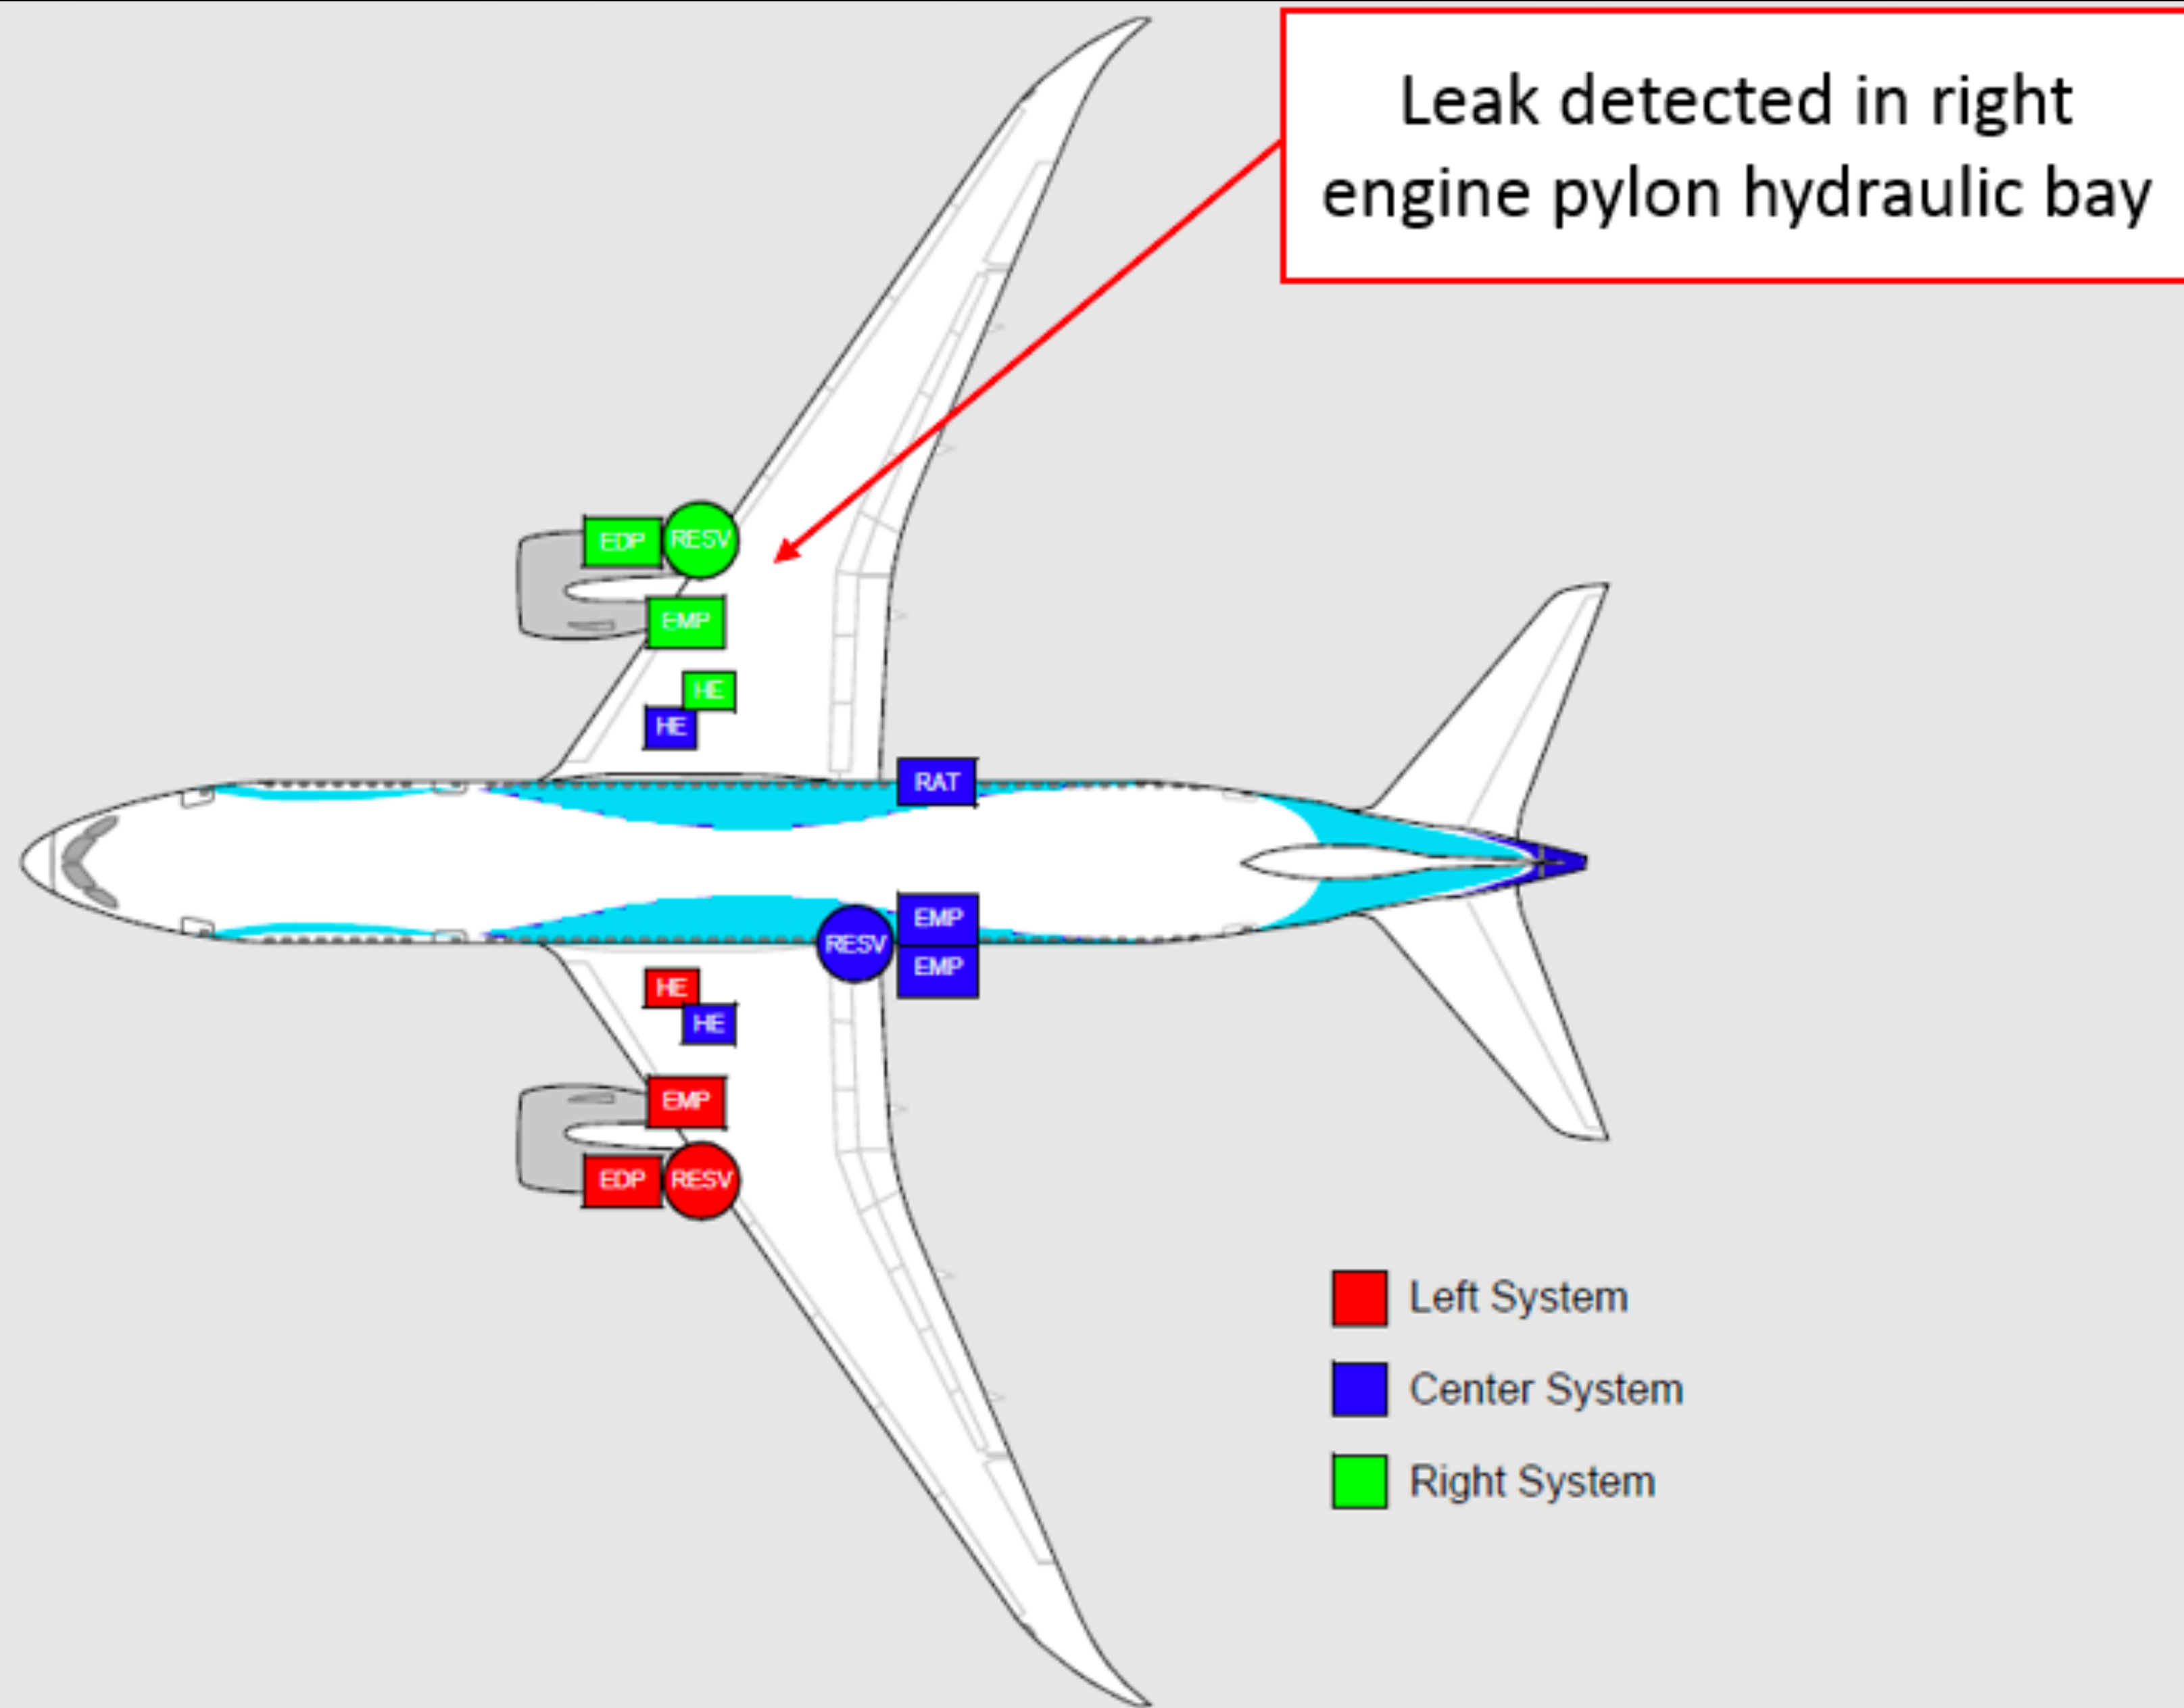 Leak detected in right
engine pylon hydraulic bay
EDP
RESV
EMP
HE
HE
RAT
EMP
RESV
EMP
HE
HE
EMP
EDP
RESV
Left System
Center System
Right System